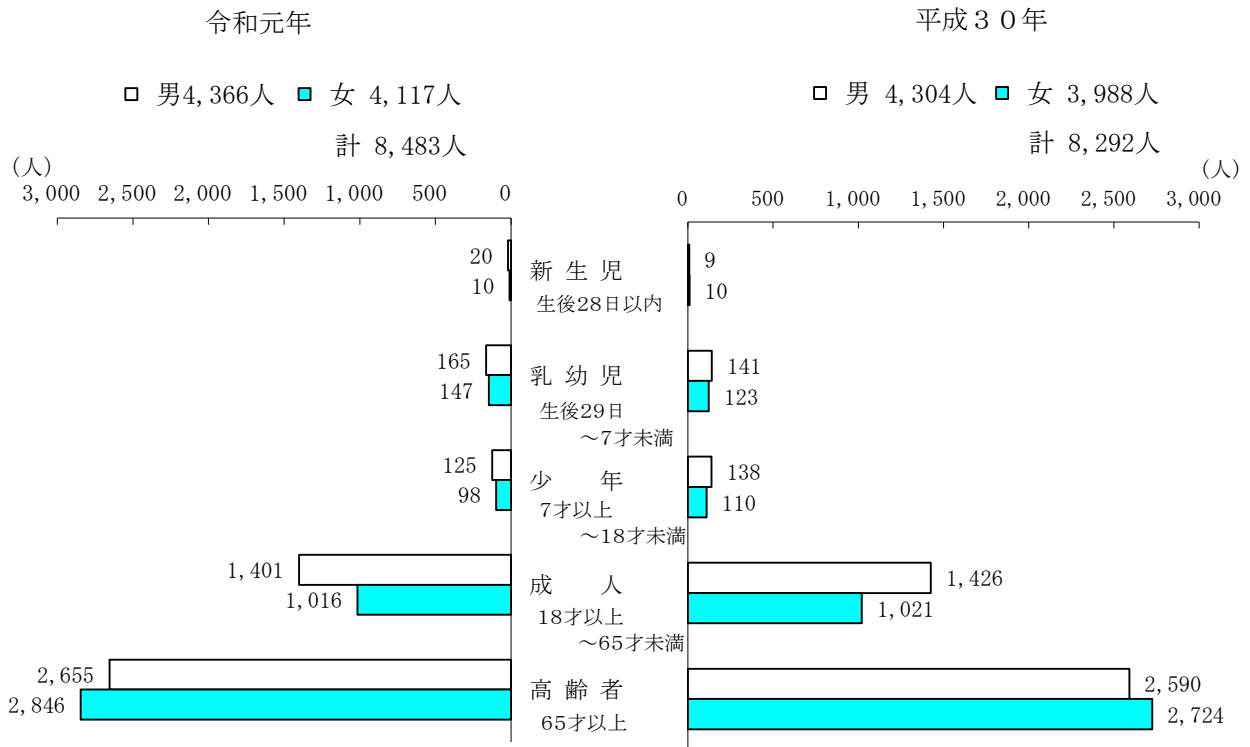 令和元年
平成３０年
男4,366人 女 4,117人
計 8,483人
男 4,304人 女 3,988人
計 8,292人
(人)
3,000 2,500 2,000 1,500 1,000 500 0
(人)
0 500 1,000 1,500 2,000 2,500 3,000
20
10
新生児
生後28日以内
9
10
165
147
乳幼児
生後29日
～7才未満
141
123
125
98
少　年
7才以上
～18才未満
138
110
1,401
1,016
成　人
18才以上
～65才未満
1,426
1,021
2,655
2,846
高齢者
65才以上
2,590
2,724